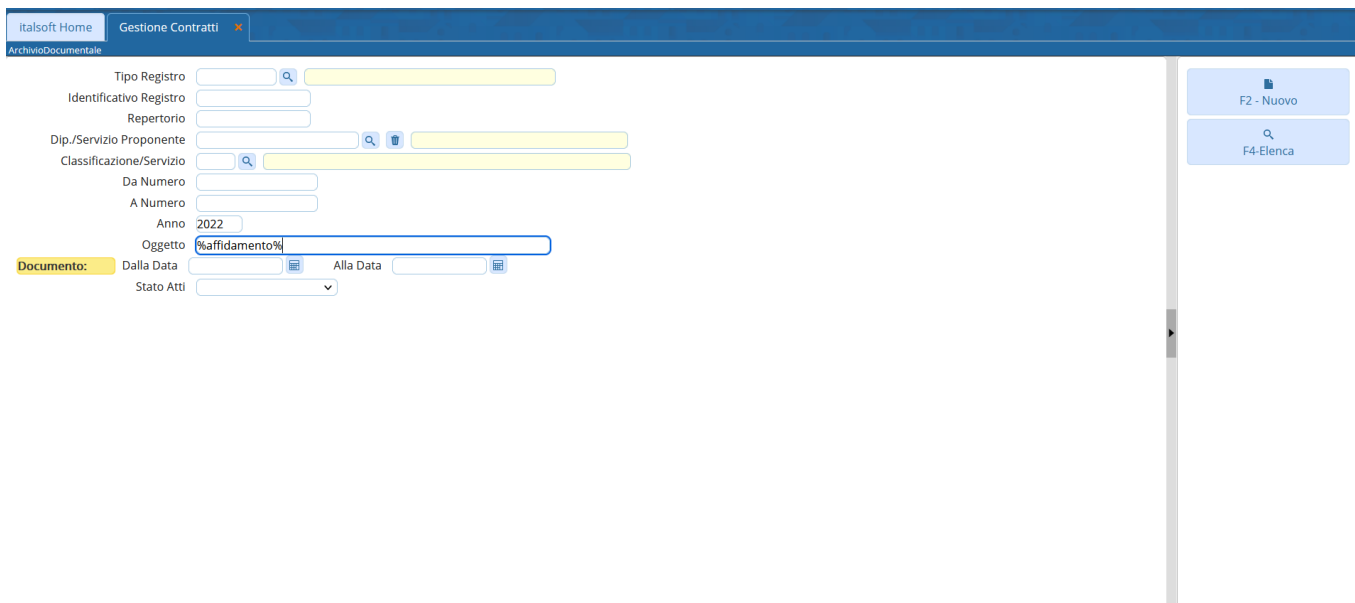 italsoft Home Gestione Contratti ×
ArchivioDocumentale
Tipo Registro
F2 - Nuovo
Identificativo Registro
Repertorio
Dip./Servizio Proponente
F4-Elenca
Classificazione/Servizio
Da Numero
A Numero
Anno 2022
Oggetto %affidamento%
Documento: Dalla Data Alla Data
Stato Atti